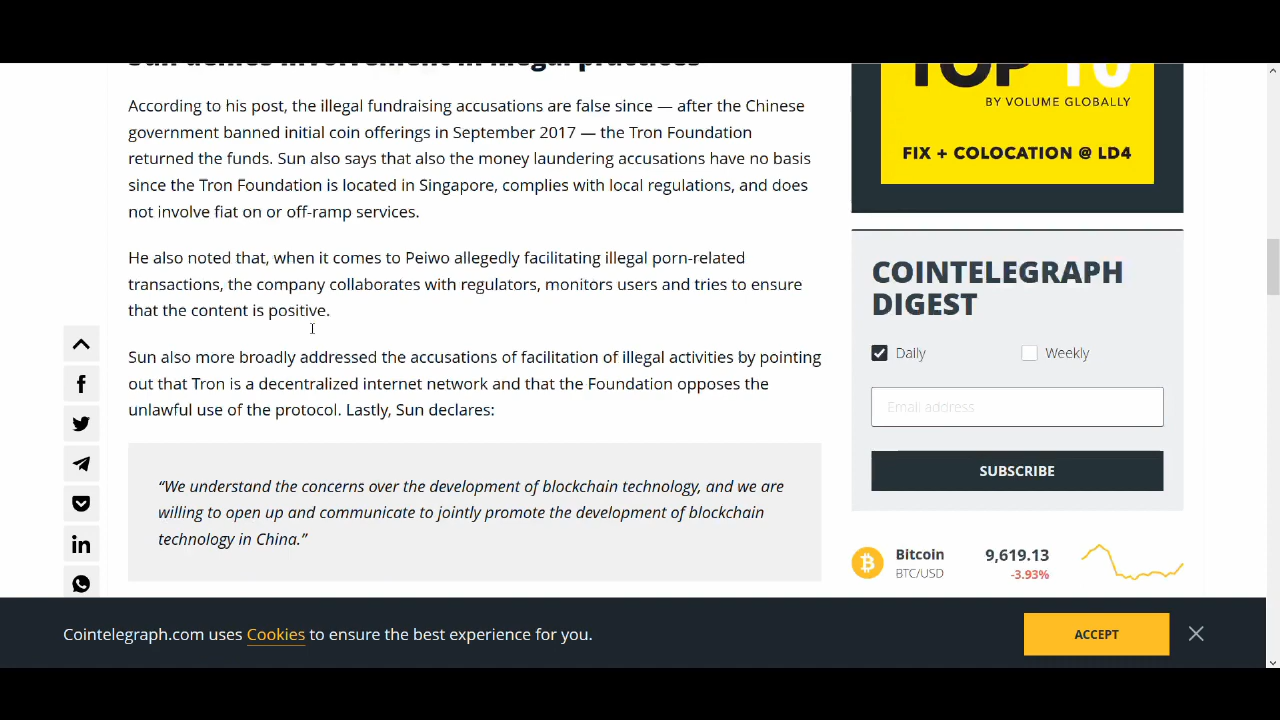 Sun denies involvement in illegal practices
According to his post, the illegal fundraising accusations are false since — after the Chinese
government banned initial coin offerings in September 2017 — the Tron Foundation
returned the funds. Sun also says that also the money laundering accusations have no basis
since the Tron Foundation is located in Singapore, complies with local regulations, and does
not involve fiat on or off-ramp services.
He also noted that, when it comes to Peiwo allegedly facilitating illegal porn-related
transactions, the company collaborates with regulators, monitors users and tries to ensure
that the content is positive.
Sun also more broadly addressed the accusations of facilitation of illegal activities by pointing
out that Tron is a decentralized internet network and that the Foundation opposes the
unlawful use of the protocol. Lastly, Sun declares:
“We understand the concerns over the development of blockchain technology, and we are
willing to open up and communicate to jointly promote the development of blockchain
technology in China.”
TOP 10
BY VOLUME GLOBALLY
FIX + COLOCATION @ LD4
COINTELEGRAPH
DIGEST
Daily
Weekly
Email address
SUBSCRIBE
Bitcoin
9,619.13
BTC/USD
-3.93%
Cointelegraph.com uses Cookies to ensure the best experience for you.
ACCEPT